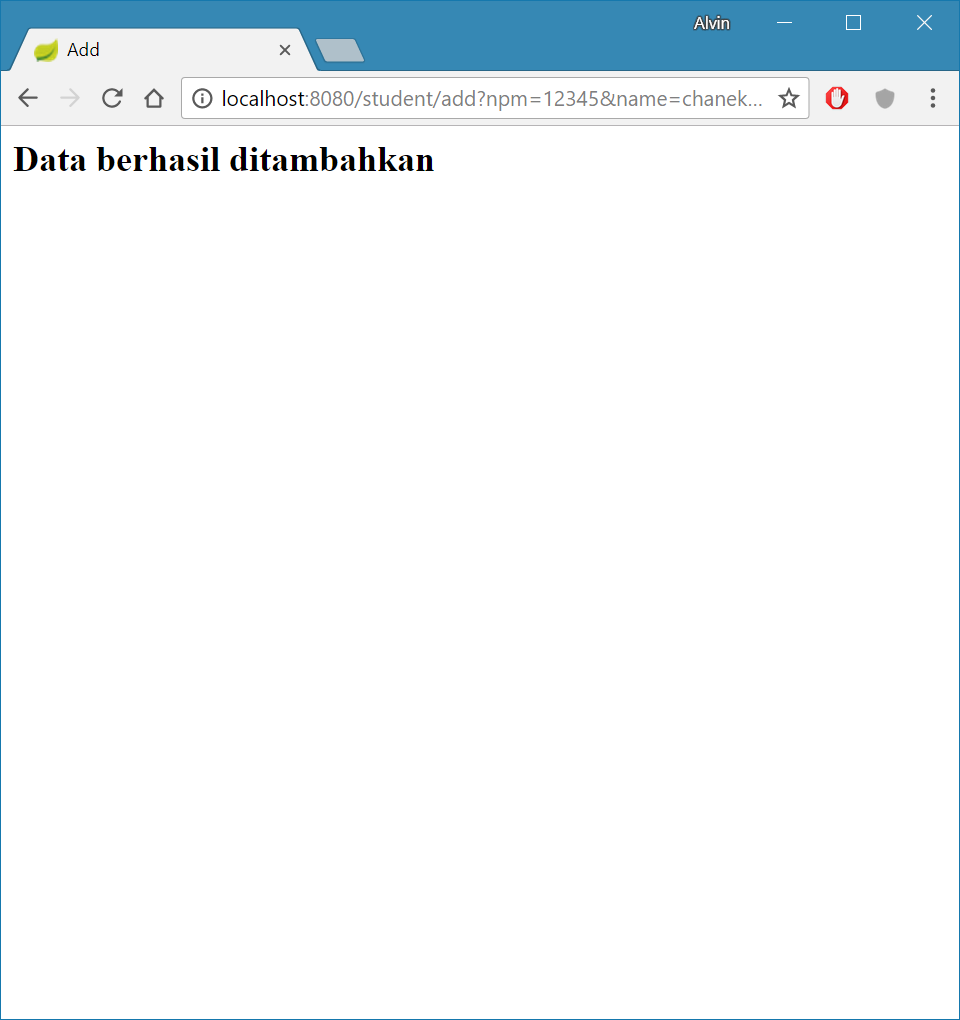 Alvin
Add
localhost:8080/student/add?npm=12345&name=chanek...
Data berhasil ditambahkan